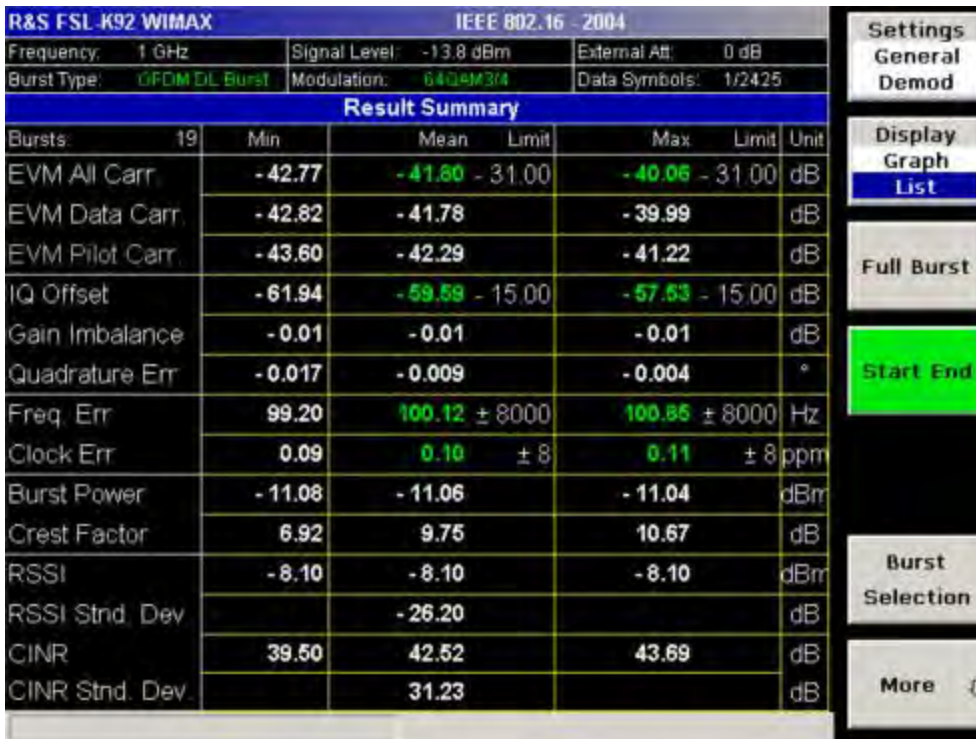 R&S FSL-K92 WIMAX IEEE 802.16 - 2004
Frequency: 1 GHz Signal Level: -13.8 dBm External Att: 0 dB
Burst Type: OFDM DL Burst Modulation: 64QAM3/4 Data Symbols: 1/2425
Result Summary
Bursts: 19 Min Mean Limit Max Limit Unit
EVM All Carr. - 42.77 - 41.80 - 31.00 - 40.06 - 31.00 dB
EVM Data Carr. - 42.82 - 41.78 - 39.99 dB
EVM Pilot Carr. - 43.60 - 42.29 - 41.22 dB
IQ Offset - 61.94 - 59.59 - 15.00 - 57.53 - 15.00 dB
Gain Imbalance - 0.01 - 0.01 - 0.01 dB
Quadrature Err - 0.017 - 0.009 - 0.004 °
Freq. Err 99.20 100.12 ± 8000 100.85 ± 8000 Hz
Clock Err 0.09 0.10 ± 8 0.11 ± 8 ppm
Burst Power - 11.08 - 11.06 - 11.04 dBm
Crest Factor 6.92 9.75 10.67 dB
RSSI - 8.10 - 8.10 - 8.10 dBm
RSSI Stnd. Dev. - 26.20 dB
CINR 39.50 42.52 43.69 dB
CINR Stnd. Dev. 31.23 dB
Settings
General
Demod
Display
Graph
List
Full Burst
Start End
Burst
Selection
More